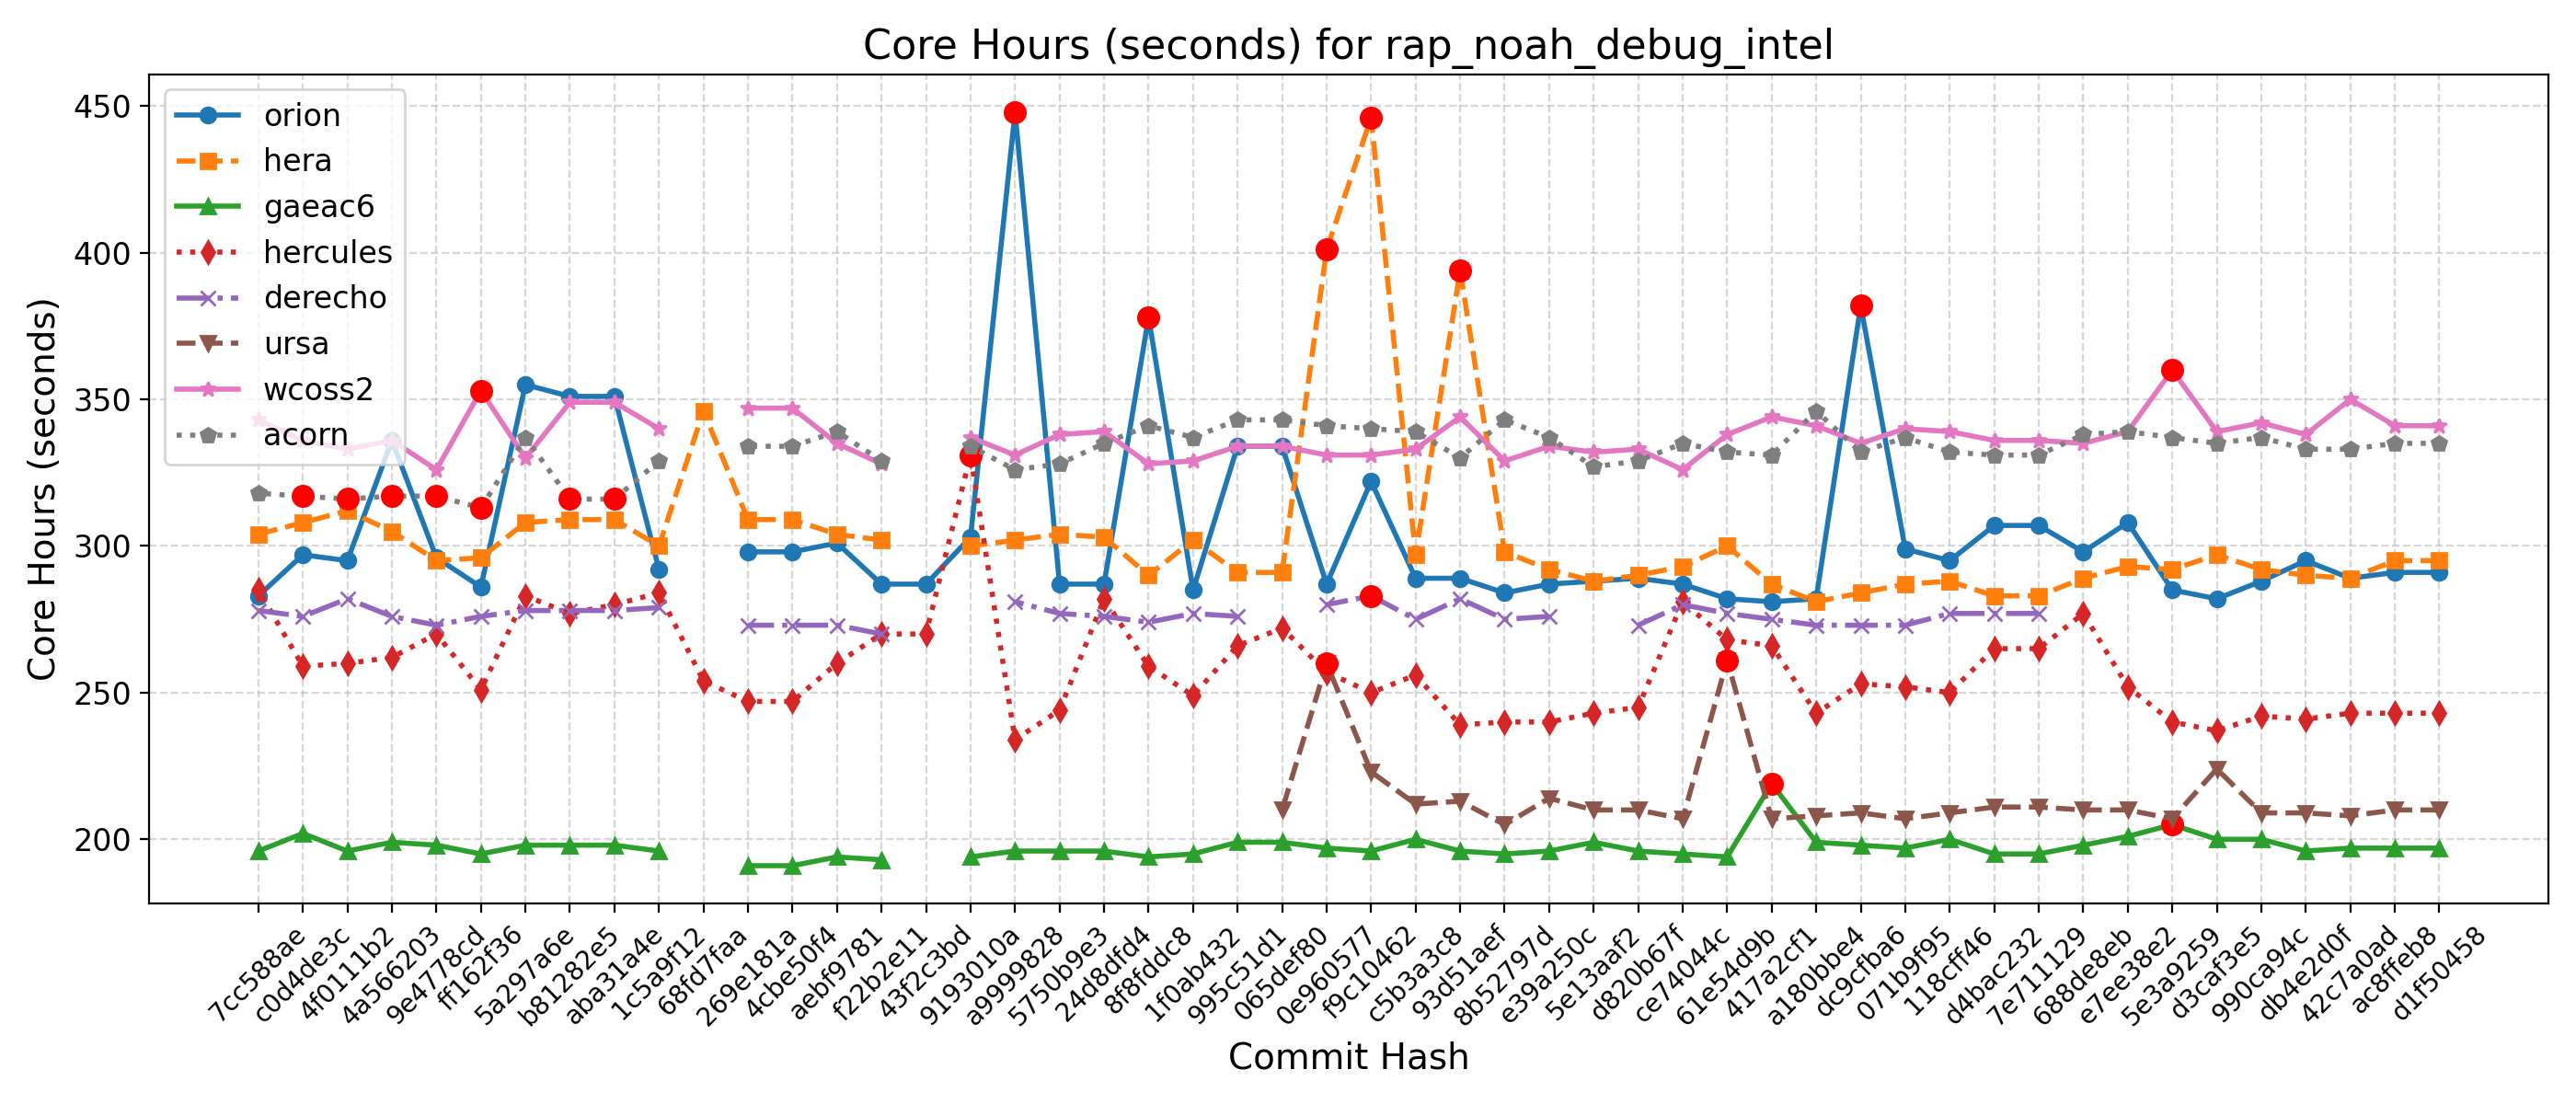 Core Hours (seconds) for rap_noah_debug_intel
Core Hours (seconds)
450
400
350
300
250
200
orion
hera
gaeac6
hercules
derecho
ursa
wcoss2
acorn
7cc588ae
c0d4de3c
4f0111b2
4a566203
9e4778cd
ff162f36
5a297a6e
b81282e5
aba31a4e
1c5a9f12
68fd7faa
269e181a
4cbe50f4
aebf9781
f22b2e11
43f2c3bd
9193010a
a9999828
5750b9e3
24d8dfd4
8f8fddc8
1f0ab432
995c51d1
065def80
0e960577
f9c10462
c5b3a3c8
93d51aef
8b52797d
e39a250c
5e13aaf2
d820b67f
ce74044c
61e54d9b
417a2cf1
a180bbe4
dc9cfba6
071b9f95
118cff46
d4bac232
7e711129
688de8eb
e7ee38e2
5e3a9259
d3caf3e5
990ca94c
db4e2d0f
42c7a0ad
ac8ffeb8
d1f50458
Commit Hash